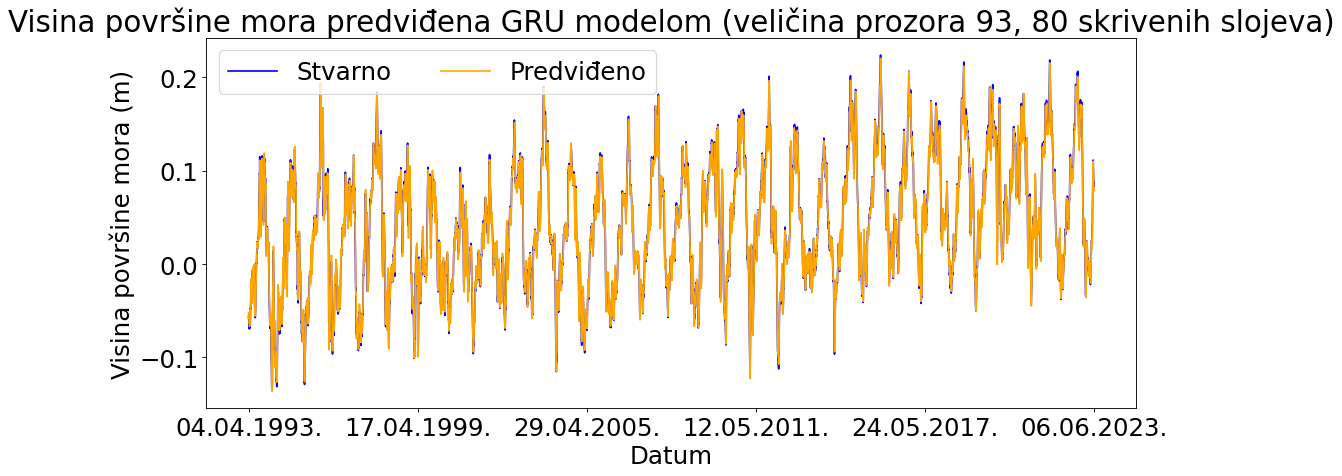 Visina površine mora predviđena GRU modelom (veličina prozora 93, 80 skrivenih slojeva)
Stvarno
Predviđeno
Visina površine mora (m)
0.2
0.1
0.0
−0.1
04.04.1993.
17.04.1999.
29.04.2005.
12.05.2011.
24.05.2017.
06.06.2023.
Datum